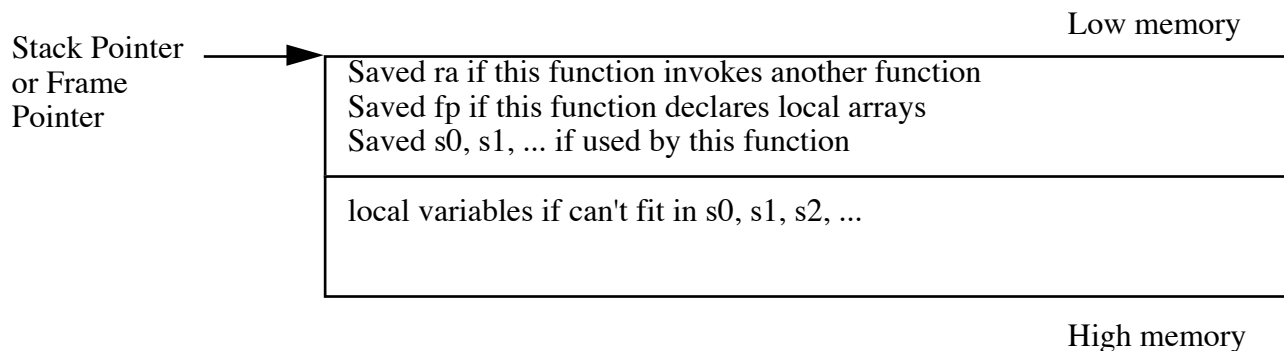 Low memory
Stack Pointer
or Frame
Pointer
Saved ra if this function invokes another function
Saved fp if this function declares local arrays
Saved s0, s1, ... if used by this function
local variables if can't fit in s0, s1, s2, ...
High memory